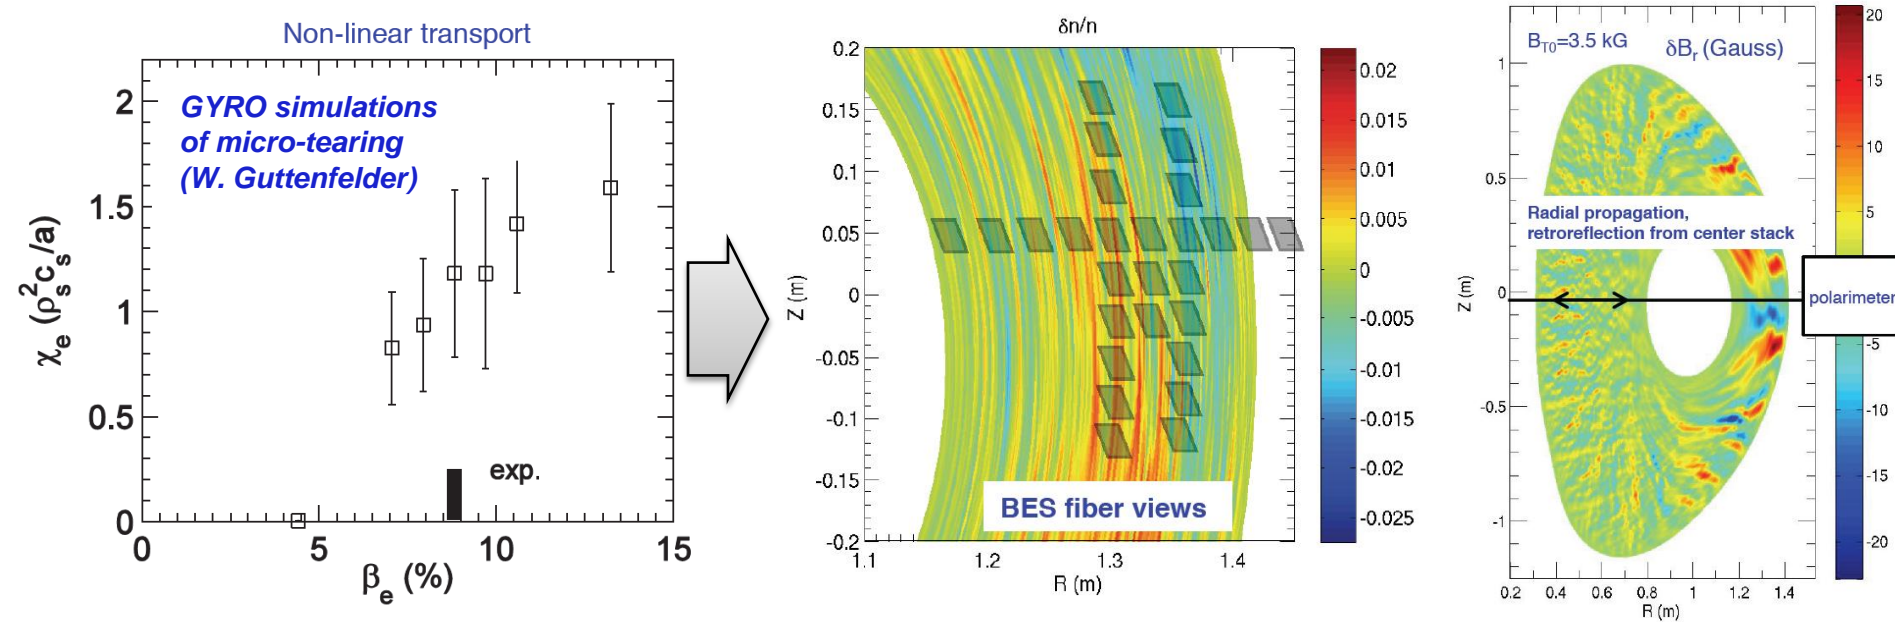 Non-linear transport
GYRO simulations
of micro-tearing
(W. Guttenfelder)
exp.
2
1.5
1
0.5
0
0
5
10
15
χe (ρs²cs/a)
βe (%)
δn/n
0.2
0.15
0.1
0.05
0
-0.05
-0.1
-0.15
-0.2
Z (m)
BES fiber views
1.1
1.2
1.3
1.4
R (m)
0.02
0.015
0.01
0.005
0
-0.005
-0.01
-0.015
-0.02
-0.025
BT0=3.5 kG
δBr (Gauss)
1
0.5
Radial propagation,
retroreflection from center stack
0
-0.5
-1
Z (m)
polarimeter
0.2
0.4
0.6
0.8
1
1.2
1.4
R (m)
20
15
10
5
-5
-10
-15
-20